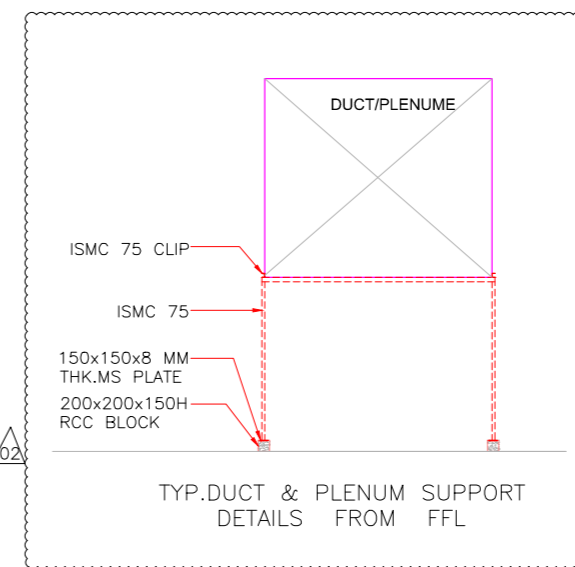 DUCT/PLENUME
ISMC 75 CLIP
ISMC 75
150x150x8 MM
THK.MS PLATE
200x200x150H
RCC BLOCK
02
TYP.DUCT & PLENUM SUPPORT
DETAILS FROM FFL